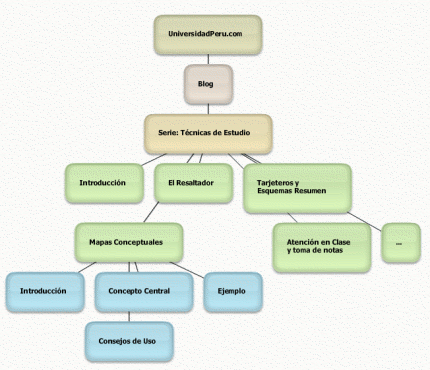 UniversidadPeru.com
Blog
Serie: Técnicas de Estudio
Introducción
El Resaltador
Tarjeteros y
Esquemas Resumen
Mapas Conceptuales
Atención en Clase
y toma de notas
...
Introducción
Concepto Central
Ejemplo
Consejos de Uso